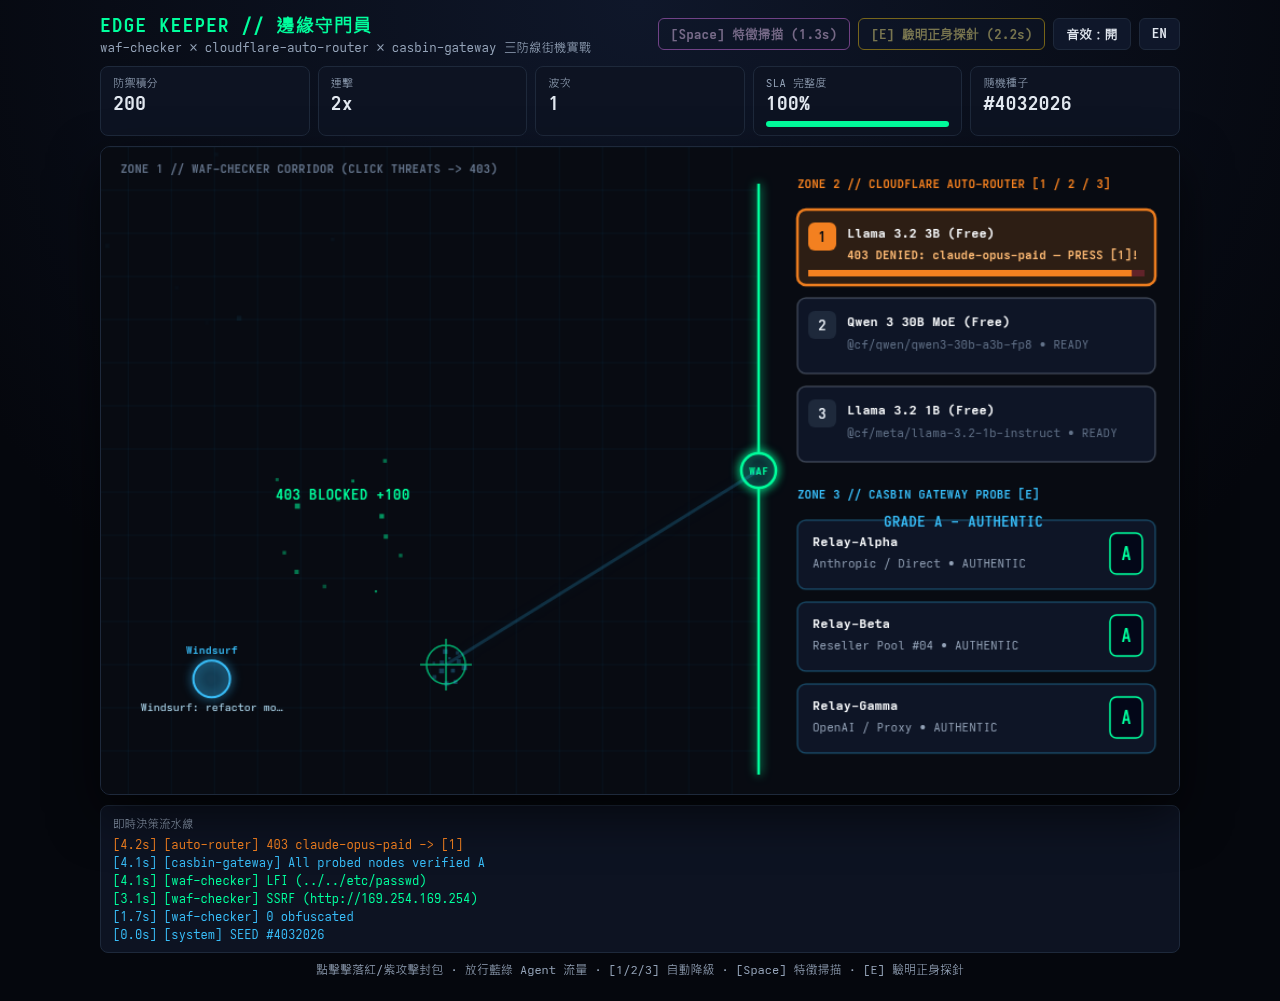 EDGE KEEPER // 邊緣守門員
waf-checker × cloudflare-auto-router × casbin-gateway 三防線街機實戰
[Space] 特徵掃描 (1.3s)
[E] 驗明正身探針 (2.2s)
音效：開
EN
防禦積分
200
連擊
2x
波次
1
SLA 完整度
100%
隨機種子
#4032026
ZONE 1 // WAF-CHECKER CORRIDOR (CLICK THREATS -> 403)
403 BLOCKED +100
Windsurf
Windsurf: refactor mo…
WAF
ZONE 2 // CLOUDFLARE AUTO-ROUTER [1 / 2 / 3]
1
Llama 3.2 3B (Free)
403 DENIED: claude-opus-paid — PRESS [1]!
2
Qwen 3 30B MoE (Free)
@cf/qwen/qwen3-30b-a3b-fp8 • READY
3
Llama 3.2 1B (Free)
@cf/meta/llama-3.2-1b-instruct • READY
ZONE 3 // CASBIN GATEWAY PROBE [E]
GRADE A - AUTHENTIC
Relay-Alpha
Anthropic / Direct • AUTHENTIC
A
Relay-Beta
Reseller Pool #04 • AUTHENTIC
A
Relay-Gamma
OpenAI / Proxy • AUTHENTIC
A
即時決策流水線
[4.2s] [auto-router] 403 claude-opus-paid -> [1]
[4.1s] [casbin-gateway] All probed nodes verified A
[4.1s] [waf-checker] LFI (../../etc/passwd)
[3.1s] [waf-checker] SSRF (http://169.254.169.254)
[1.7s] [waf-checker] 0 obfuscated
[0.0s] [system] SEED #4032026
點擊擊落紅/紫攻擊封包 · 放行藍綠 Agent 流量 · [1/2/3] 自動降級 · [Space] 特徵掃描 · [E] 驗明正身探針